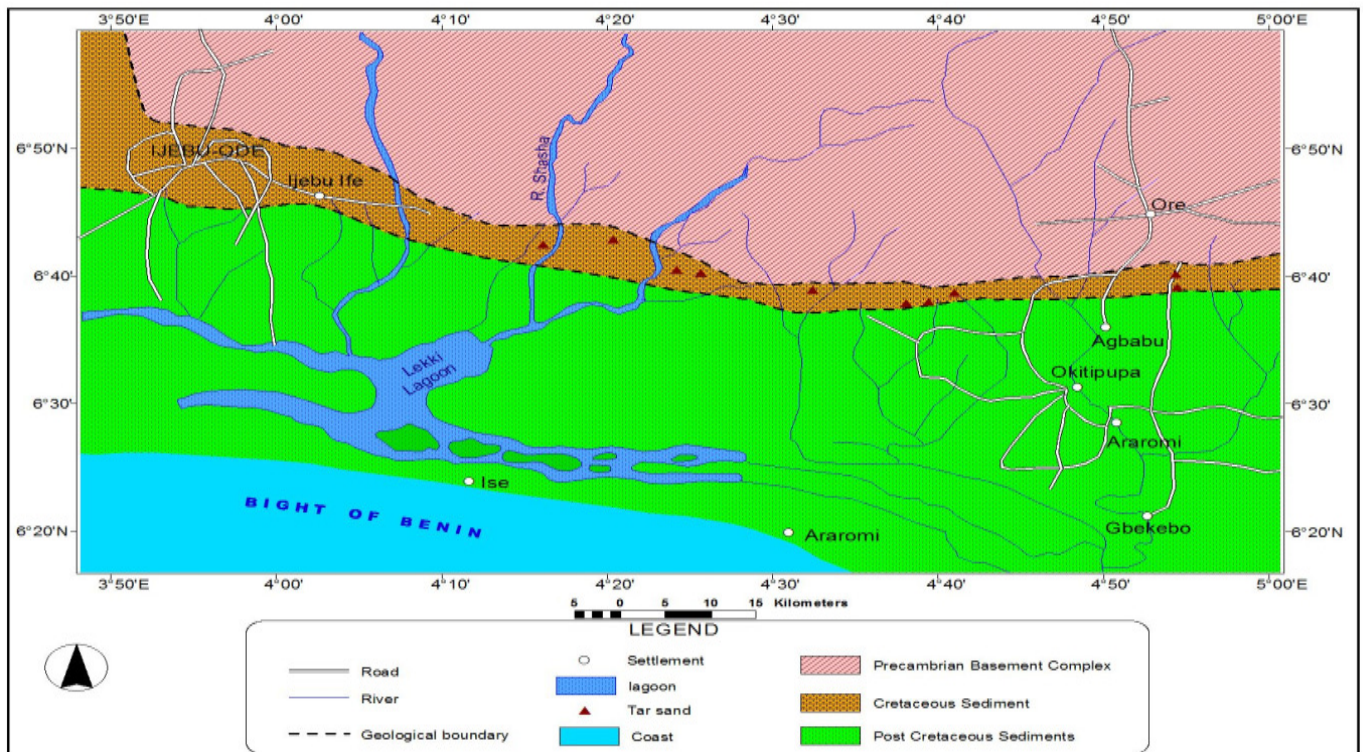 3°50'E 4°00' 4°10' 4°20' 4°30' 4°40' 4°50' 5°00'E
6°50'N 6°50'N
IJEBU-ODE
Ijebu Ife
R. Shasha
Ore
6°40'N 6°40'N
Agbabu
Lekki
Lagoon
Okitipupa
6°30'N 6°30'N
Araromi
Ise
BIGHT OF BENIN
Gbekebo
6°20'N 6°20'N
Araromi
3°50'E 4°00' 4°10' 4°20' 4°30' 4°40' 4°50' 5°00'E
5 0 5 10 15 Kilometers
LEGEND
Road
River
Geological boundary
Settlement
lagoon
Tar sand
Coast
Precambrian Basement Complex
Cretaceous Sediment
Post Cretaceous Sediments